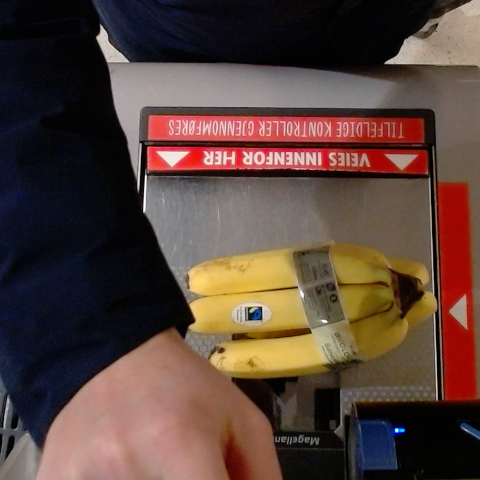 TILFELDIGE KONTROLLER GJENNOMFØRES
VEIES INNENFOR HER
Magellan